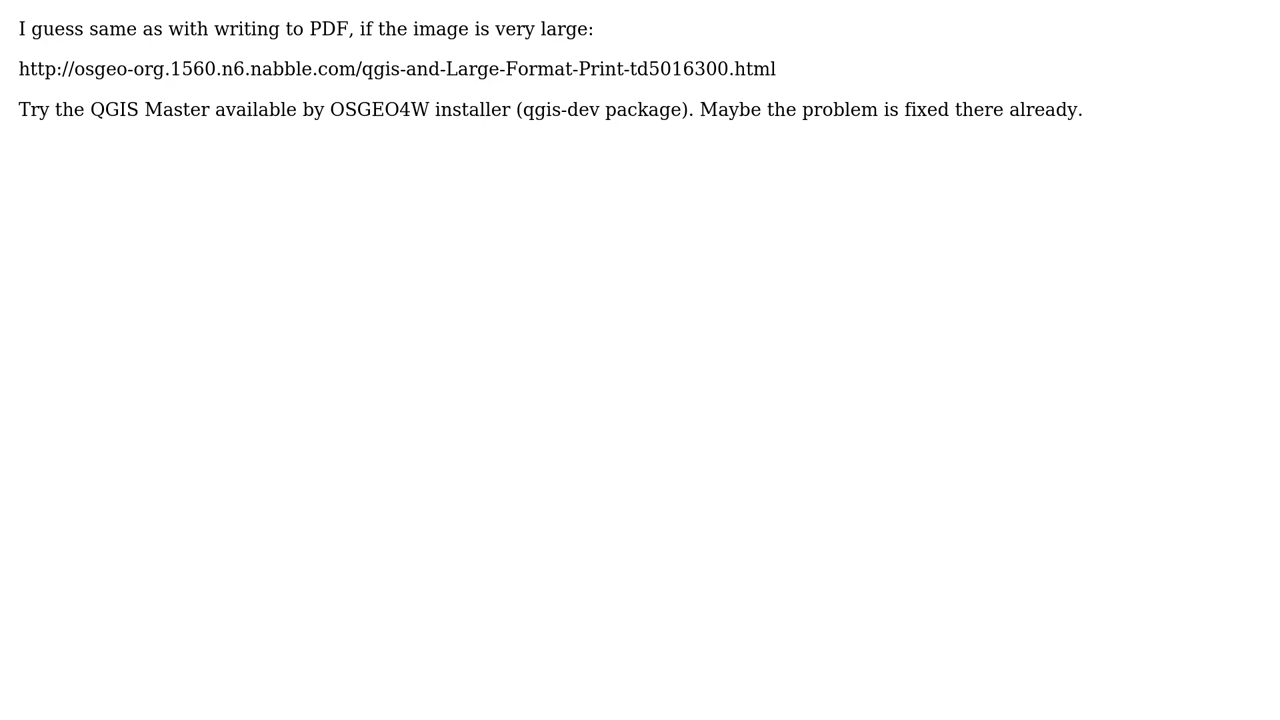 I guess same as with writing to PDF, if the image is very large:
http://osgeo-org.1560.n6.nabble.com/qgis-and-Large-Format-Print-td5016300.html
Try the QGIS Master available by OSGEO4W installer (qgis-dev package). Maybe the problem is fixed there already.